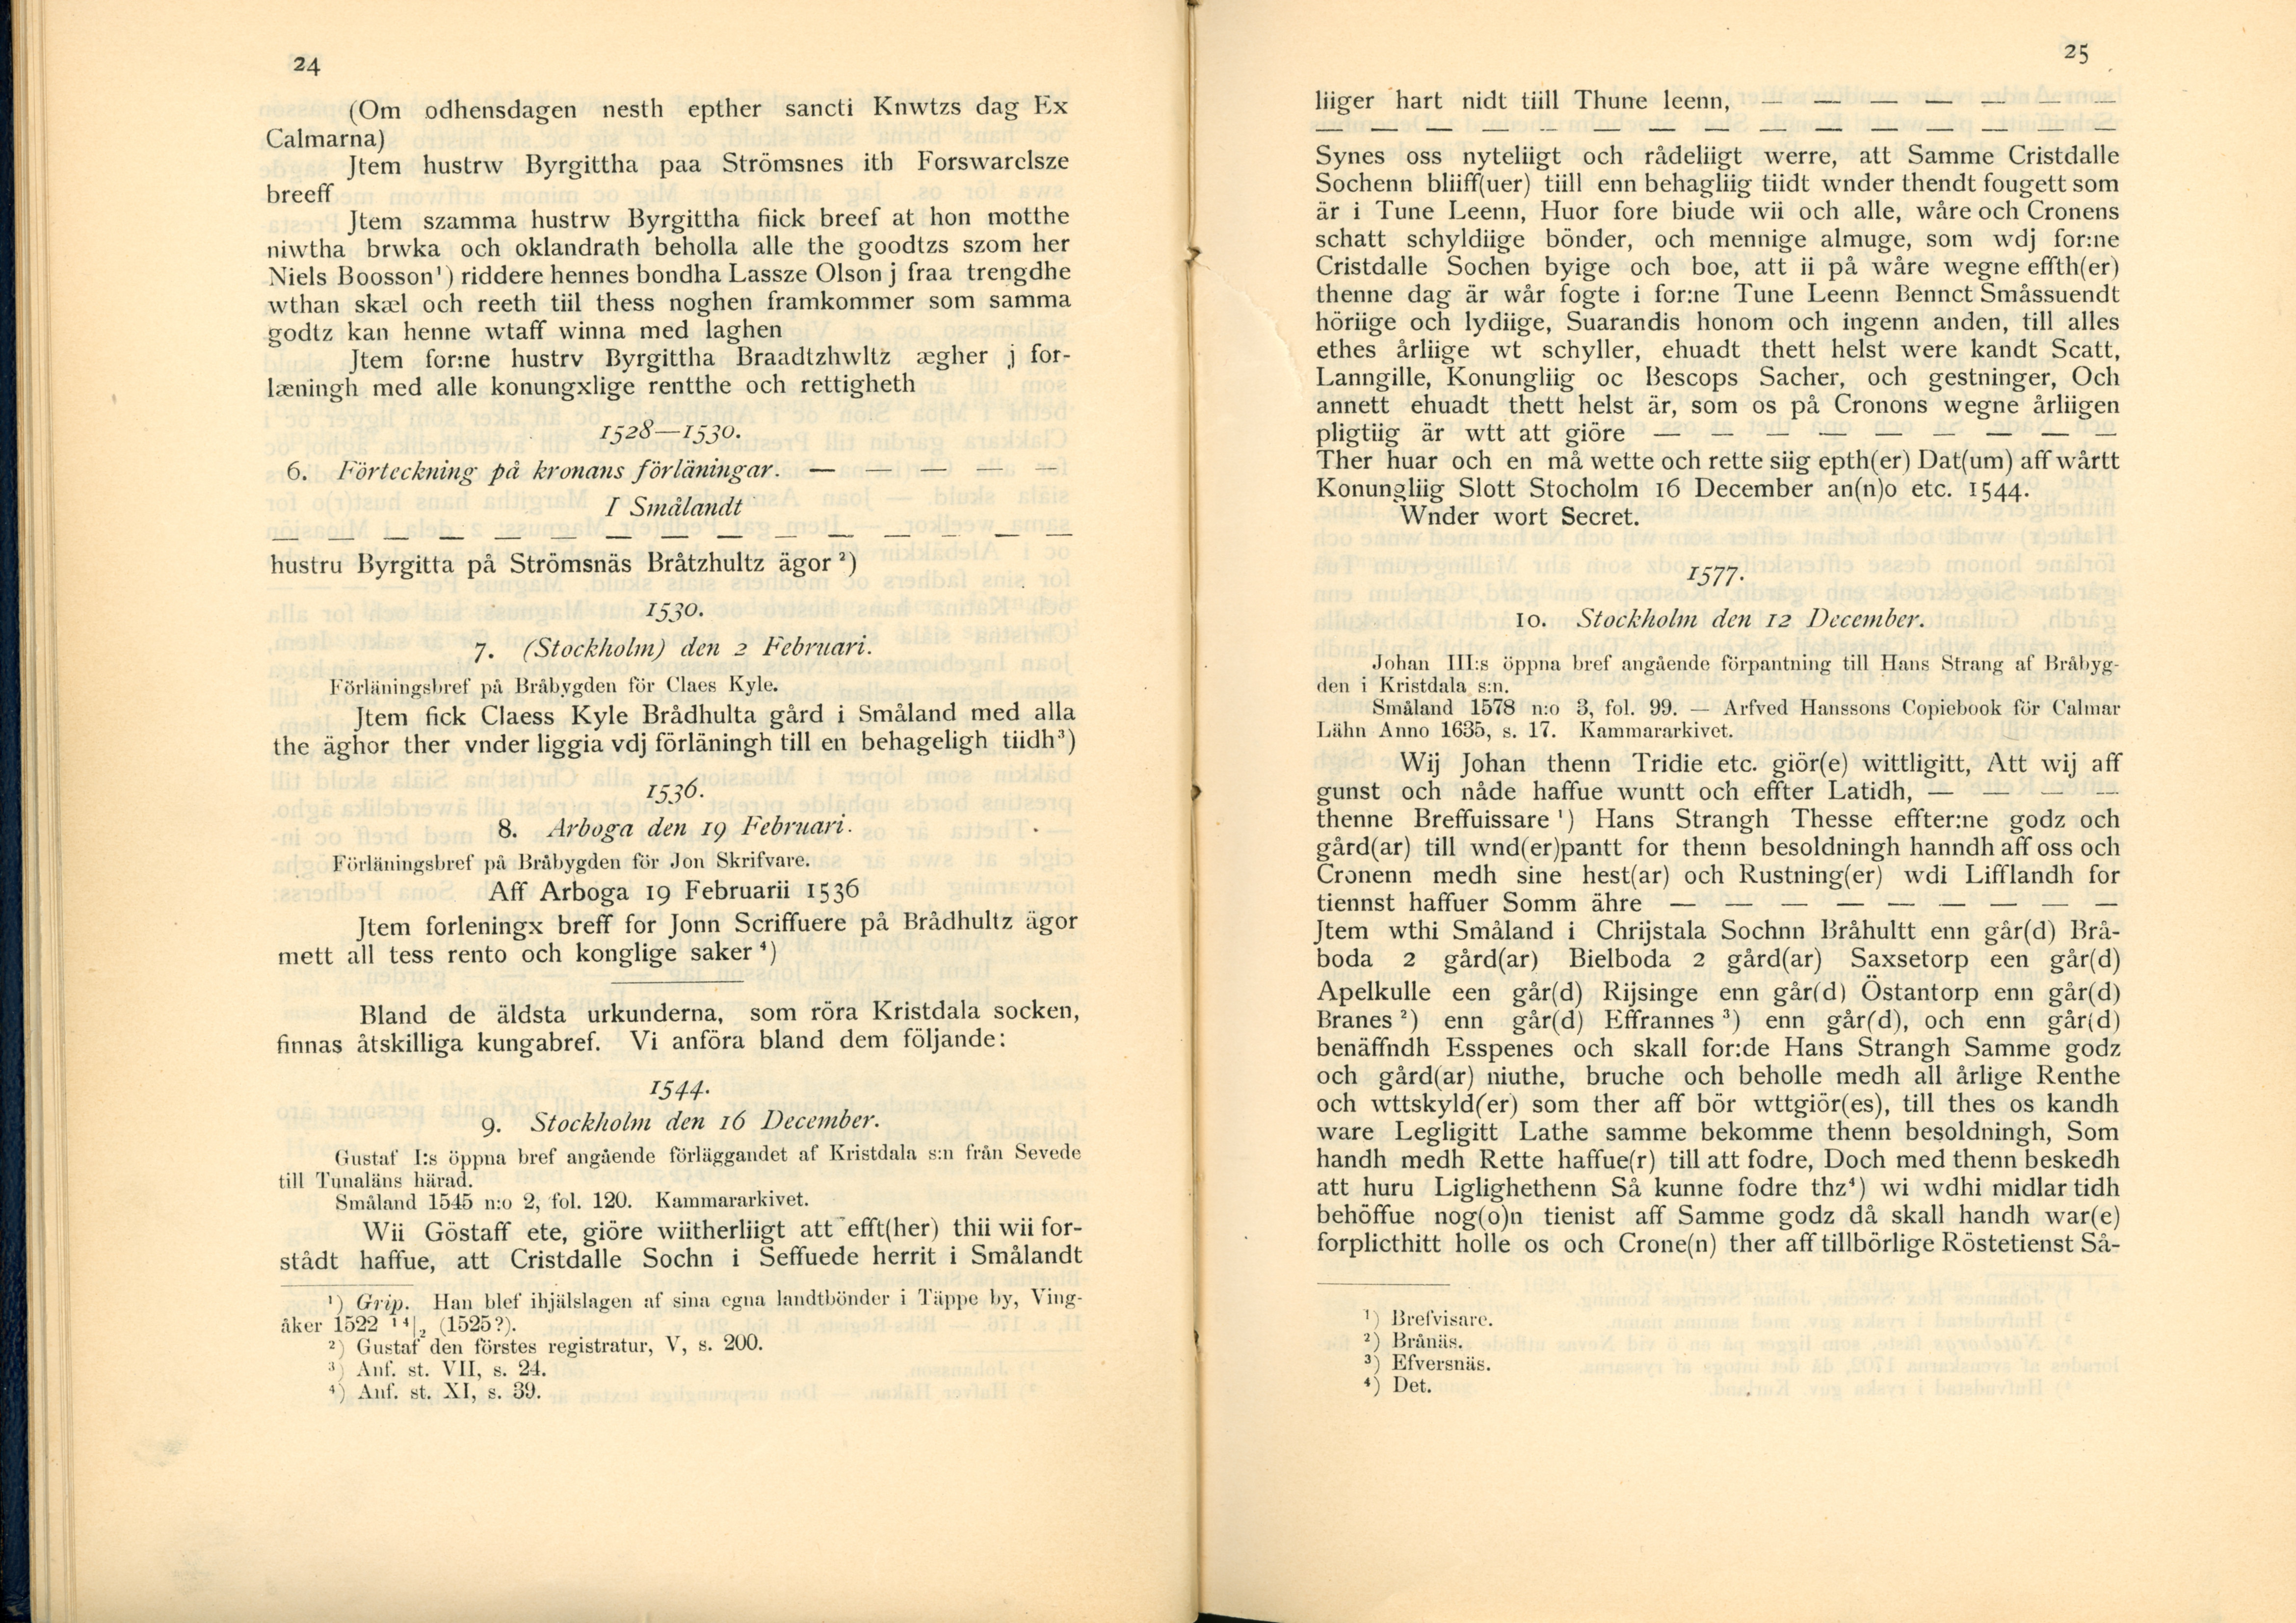 24
(Om odhensdagen nesth epther sancti Knwtzs dag Ex
Calmarna)
Jtem hustrw Byrgittha paa Strömsnes ith Forswarelsze
breeff
Jtem szamma hustrw Byrgittha fiick breef at hon motthe
niwtha brwka och oklandrath beholla alle the goodtzs szom her
Niels Boosson¹) riddere hennes bondha Lassze Olson j fraa trengdhe
wthan skæl och reeth tiil thess noghen framkommer som samma
godtz kan henne wtaff winna med laghen
Jtem for:ne hustrv Byrgittha Braadtzhwltz ægher j for-
læningh med alle konungxlige rentthe och rettigheth
1528—1530.
6. Förteckning på kronans förläningar. — — — — —
I Smålandt
— — — — — — — — — — — — — — —
hustru Byrgitta på Strömsnäs Bråtzhultz ägor ²)
1530.
7. (Stockholm) den 2 Februari.
Förläningsbref på Bråbygden för Claes Kyle.
Jtem fick Claess Kyle Brådhulta gård i Småland med alla
the äghor ther vnder liggia vdj förläningh till en behageligh tiidh³)
1536.
8. Arboga den 19 Februari.
Förläningsbref på Bråbygden för Jon Skrifvare.
Aff Arboga 19 Februarii 1536
Jtem forleningx breff for Jonn Scriffuere på Brådhultz ägor
mett all tess rento och konglige saker ⁴)
Bland de äldsta urkunderna, som röra Kristdala socken,
finnas åtskilliga kungabref. Vi anföra bland dem följande:
1544.
9. Stockholm den 16 December.
Gustaf I:s öppna bref angående förläggandet af Kristdala s:n från Sevede
till Tunaläns härad.
Småland 1545 n:o 2, fol. 120. Kammararkivet.
Wii Göstaff ete, giöre wiitherliigt att efft(her) thii wii for-
städt haffue, att Cristdalle Sochn i Seffuede herrit i Smålandt
¹) Grip. Han blef ihjälslagen af sina egna landtbönder i Täppe by, Ving-
åker 1522 ¹⁴|₂ (1525?).
²) Gustaf den förstes registratur, V, s. 200.
³) Anf. st. VII, s. 24.
⁴) Anf. st. XI, s. 39.
25
liiger hart nidt tiill Thune leenn, — — — — — — —
— — — — — — — — — — — — — — —
Synes oss nyteliigt och rådeliigt werre, att Samme Cristdalle
Sochenn bliiff(uer) tiill enn behagliig tiidt wnder thendt fougett som
är i Tune Leenn, Huor fore biude wii och alle, wåre och Cronens
schatt schyldiige bönder, och mennige almuge, som wdj for:ne
Cristdalle Sochen byige och boe, att ii på wåre wegne effth(er)
thenne dag är wår fogte i for:ne Tune Leenn Bennct Småssuendt
höriige och lydiige, Suarandis honom och ingenn anden, till alles
ethes årliige wt schyller, ehuadt thett helst were kandt Scatt,
Lanngille, Konungliig oc Bescops Sacher, och gestninger, Och
annett ehuadt thett helst är, som os på Cronons wegne årliigen
pligtiig är wtt att giöre — — — — — — — — —
Ther huar och en må wette och rette siig epth(er) Dat(um) aff wårtt
Konungliig Slott Stocholm 16 December an(n)o etc. 1544.
Wnder wort Secret.
1577.
10. Stockholm den 12 December.
Johan III:s öppna bref angående förpantning till Hans Strang af Bråbyg-
den i Kristdala s:n.
Småland 1578 n:o 3, fol. 99. — Arfved Hanssons Copiebook för Calmar
Lähn Anno 1635, s. 17. Kammararkivet.
Wij Johan thenn Tridie etc. giör(e) wittligitt, Att wij aff
gunst och nåde haffue wuntt och effter Latidh, — — — —
thenne Breffuissare ¹) Hans Strangh Thesse effter:ne godz och
gård(ar) till wnd(er)pantt for thenn besoldningh hanndh aff oss och
Cronenn medh sine hest(ar) och Rustning(er) wdi Lifflandh for
tiennst haffuer Somm ähre — — — — — — — — —
Jtem wthi Småland i Chrijstala Sochnn Bråhultt enn går(d) Brå-
boda 2 gård(ar) Bielboda 2 gård(ar) Saxsetorp een går(d)
Apelkulle een går(d) Rijsinge enn går(d) Östantorp enn går(d)
Branes ²) enn går(d) Effrannes ³) enn går(d), och enn går(d)
benäffndh Esspenes och skall for:de Hans Strangh Samme godz
och gård(ar) niuthe, bruche och beholle medh all årlige Renthe
och wttskyld(er) som ther aff bör wttgiör(es), till thes os kandh
ware Legligitt Lathe samme bekomme thenn besoldningh, Som
handh medh Rette haffue(r) till att fodre, Doch med thenn beskedh
att huru Liglighethenn Så kunne fodre thz⁴) wi wdhi midlar tidh
behöffue nog(o)n tienist aff Samme godz då skall handh war(e)
forplicthitt holle os och Crone(n) ther aff tillbörlige Röstetienst Så-
¹) Brefvisare.
²) Brånäs.
³) Efversnäs.
⁴) Det.